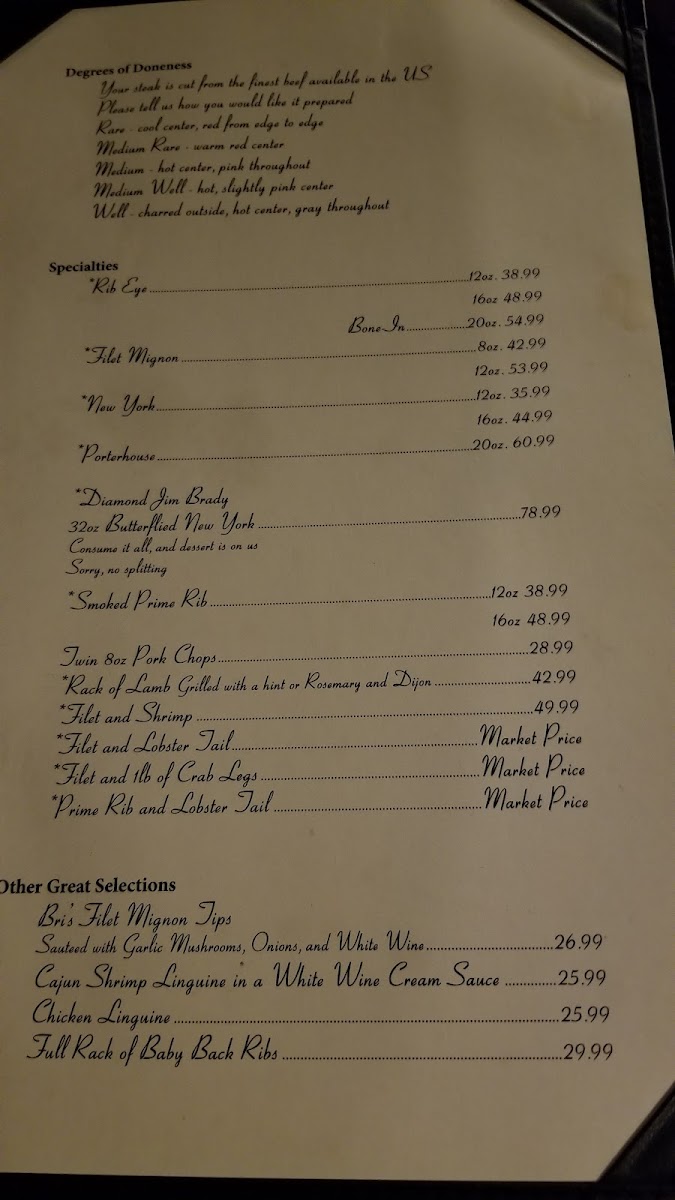 Degrees of Doneness
Your steak is cut from the finest beef available in the US
Please tell us how you would like it prepared
Rare - cool center, red from edge to edge
Medium Rare - warm red center
Medium - hot center, pink throughout
Medium Well - hot, slightly pink center
Well - charred outside, hot center, gray throughout
Specialties
*Rib Eye 12oz. 38.99
16oz 48.99
Bone-In 20oz. 54.99
*Filet Mignon 8oz. 42.99
12oz. 53.99
*New York 12oz. 35.99
16oz. 44.99
*Porterhouse 20oz. 60.99
*Diamond Jim Brady
32oz Butterflied New York 78.99
Consume it all, and dessert is on us
Sorry, no splitting
*Smoked Prime Rib 12oz 38.99
16oz 48.99
Twin 8oz Pork Chops 28.99
*Rack of Lamb Grilled with a hint or Rosemary and Dijon 42.99
*Filet and Shrimp 49.99
*Filet and Lobster Tail Market Price
*Filet and 1lb of Crab Legs Market Price
*Prime Rib and Lobster Tail Market Price
Other Great Selections
Bri's Filet Mignon Tips
Sauteed with Garlic Mushrooms, Onions, and White Wine 26.99
Cajun Shrimp Linguine in a White Wine Cream Sauce 25.99
Chicken Linguine 25.99
Full Rack of Baby Back Ribs 29.99